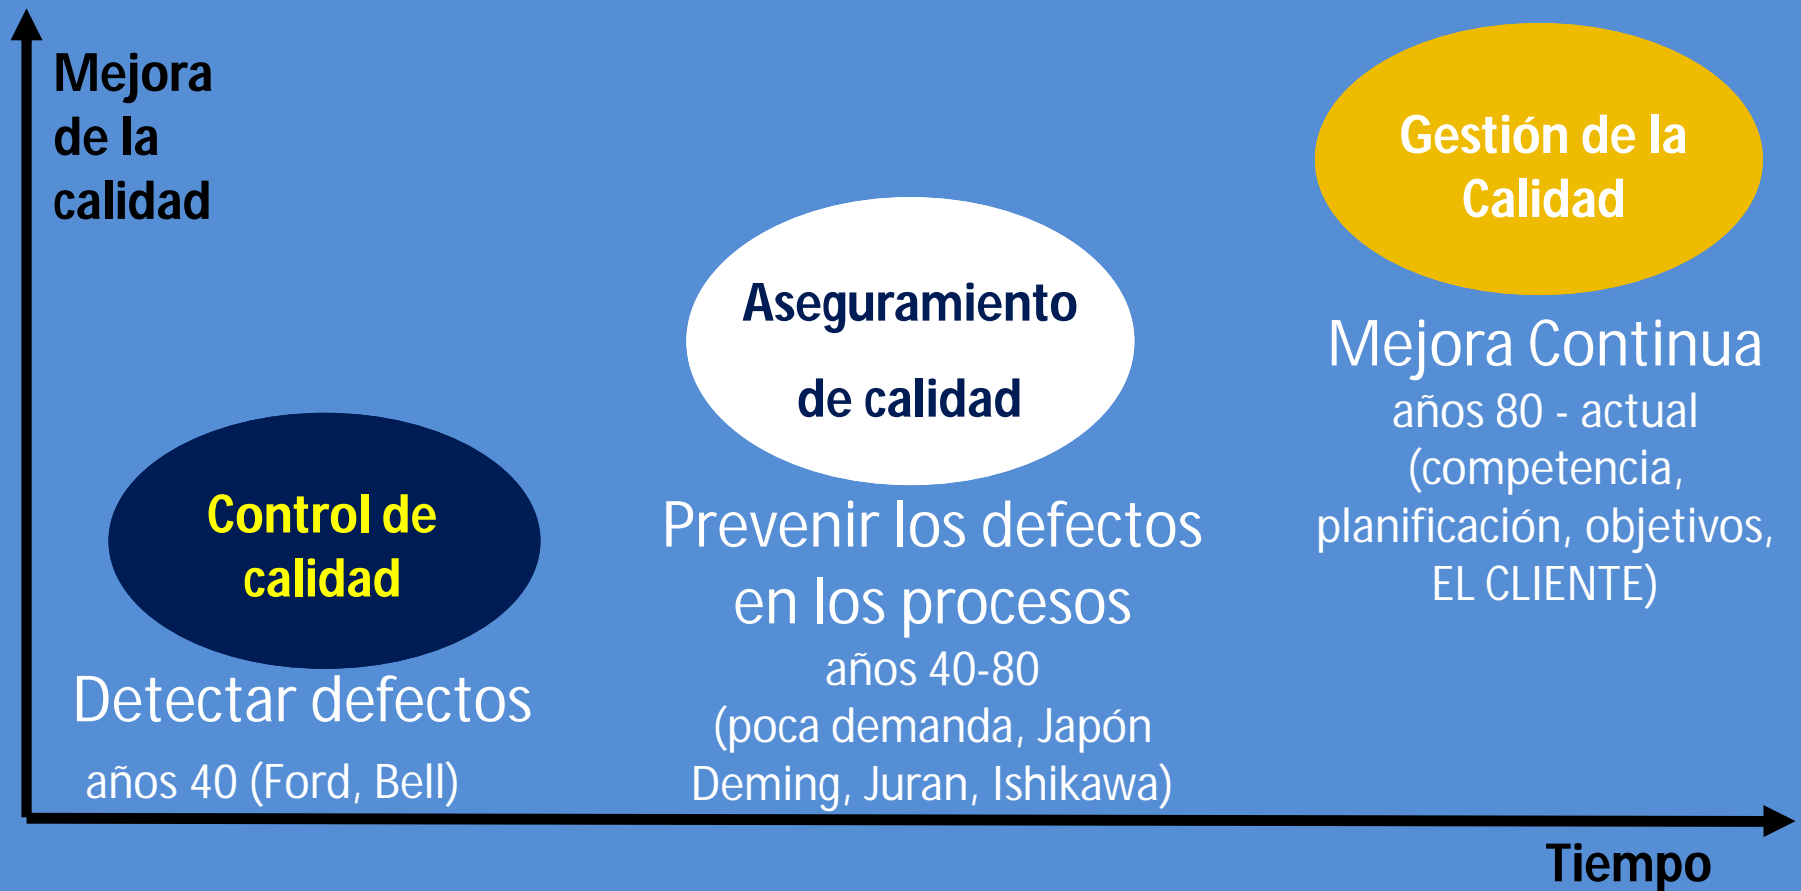 Mejora
de la
calidad
Control de
calidad
Detectar defectos
años 40 (Ford, Bell)
Aseguramiento
de calidad
Prevenir los defectos
en los procesos
años 40-80
(poca demanda, Japón
Deming, Juran, Ishikawa)
Gestión de la
Calidad
Mejora Continua
años 80 - actual
(competencia,
planificación, objetivos,
EL CLIENTE)
Tiempo